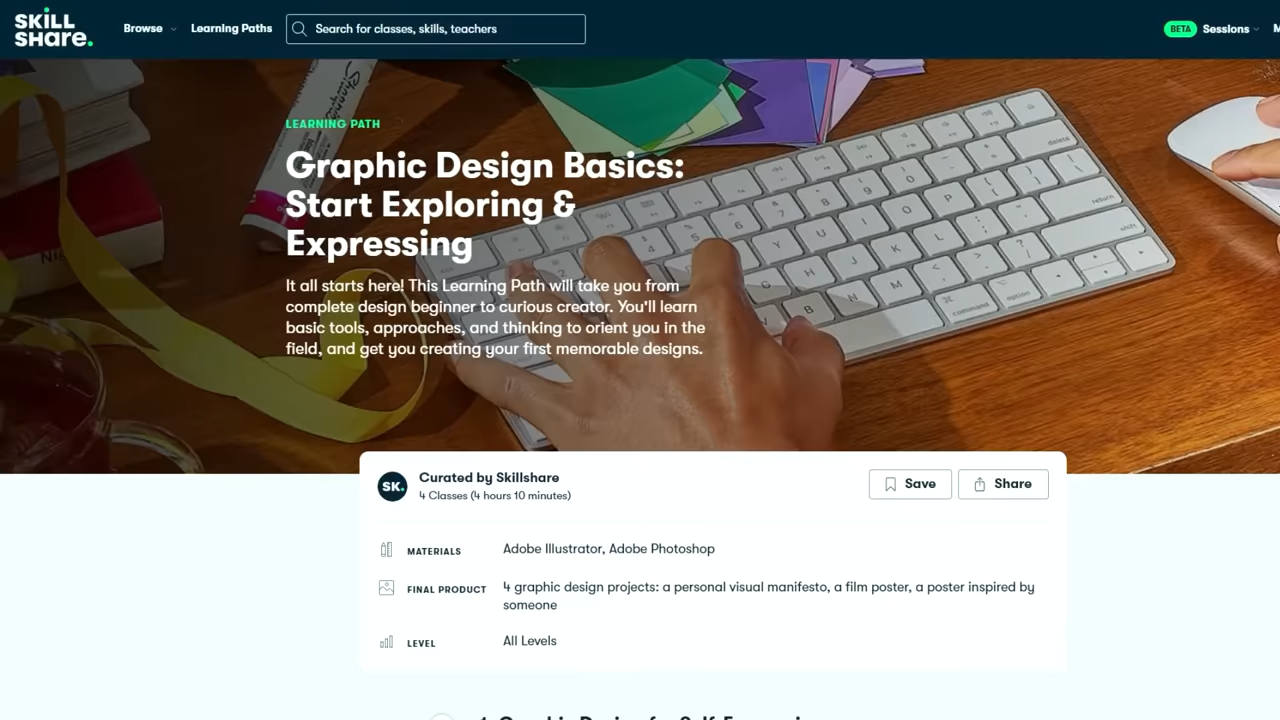 SKILL
SHare.
Browse
Learning Paths
Search for classes, skills, teachers
BETA
Sessions
LEARNING PATH
Graphic Design Basics:
Start Exploring &
Expressing
It all starts here! This Learning Path will take you from
complete design beginner to curious creator. You'll learn
basic tools, approaches, and thinking to orient you in the
field, and get you creating your first memorable designs.
SK.
Curated by Skillshare
4 Classes (4 hours 10 minutes)
Save
Share
MATERIALS
Adobe Illustrator, Adobe Photoshop
FINAL PRODUCT
4 graphic design projects: a personal visual manifesto, a film poster, a poster inspired by
someone
LEVEL
All Levels